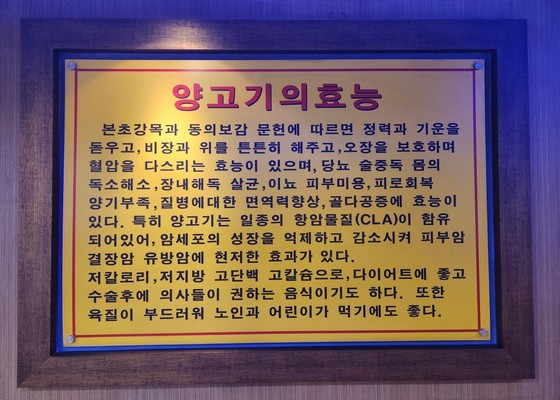 양고기의효능
본초강목과 동의보감 문헌에 따르면 정력과 기운을
돋우고,비장과 위를 튼튼히 해주고,오장을 보호하며
혈압을 다스리는 효능이 있으며,당뇨 술중독 몸의
독소해소,장내해독 살균,이뇨 피부미용,피로회복
양기부족,질병에대한 면역력향상,골다공증에 효능이
있다. 특히 양고기는 일종의 항암물질(CLA)이 함유
되어있어,암세포의 성장을 억제하고 감소시켜 피부암
결장암 유방암에 현저한 효과가 있다.
저칼로리,저지방 고단백 고칼슘으로,다이어트에 좋고
수술후에 의사들이 권하는 음식이기도 하다. 또한
육질이 부드러워 노인과 어린이가 먹기에도 좋다.